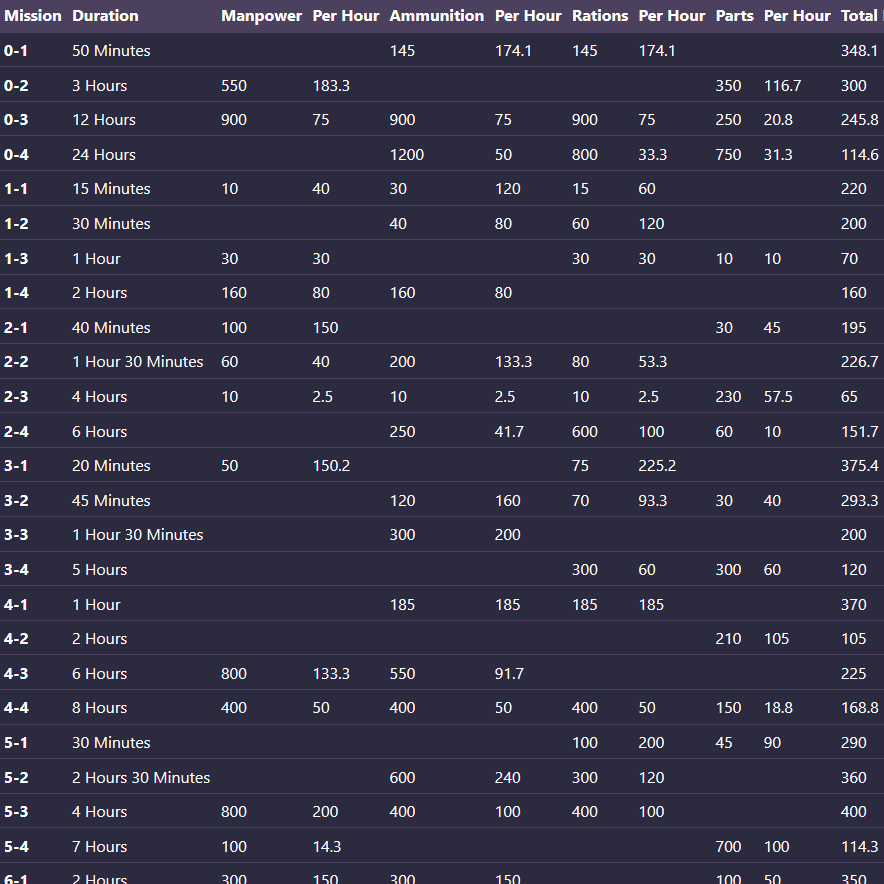 Mission Duration Manpower Per Hour Ammunition Per Hour Rations Per Hour Parts Per Hour Total
0-1 50 Minutes 145 174.1 145 174.1 348.1
0-2 3 Hours 550 183.3 350 116.7 300
0-3 12 Hours 900 75 900 75 900 75 250 20.8 245.8
0-4 24 Hours 1200 50 800 33.3 750 31.3 114.6
1-1 15 Minutes 10 40 30 120 15 60 220
1-2 30 Minutes 40 80 60 120 200
1-3 1 Hour 30 30 30 30 10 10 70
1-4 2 Hours 160 80 160 80 160
2-1 40 Minutes 100 150 30 45 195
2-2 1 Hour 30 Minutes 60 40 200 133.3 80 53.3 226.7
2-3 4 Hours 10 2.5 10 2.5 10 2.5 230 57.5 65
2-4 6 Hours 250 41.7 600 100 60 10 151.7
3-1 20 Minutes 50 150.2 75 225.2 375.4
3-2 45 Minutes 120 160 70 93.3 30 40 293.3
3-3 1 Hour 30 Minutes 300 200 200
3-4 5 Hours 300 60 300 60 120
4-1 1 Hour 185 185 185 185 370
4-2 2 Hours 210 105 105
4-3 6 Hours 800 133.3 550 91.7 225
4-4 8 Hours 400 50 400 50 400 50 150 18.8 168.8
5-1 30 Minutes 100 200 45 90 290
5-2 2 Hours 30 Minutes 600 240 300 120 360
5-3 4 Hours 800 200 400 100 400 100 400
5-4 7 Hours 100 14.3 700 100 114.3
6-1 2 Hours 300 150 300 150 100 50 350